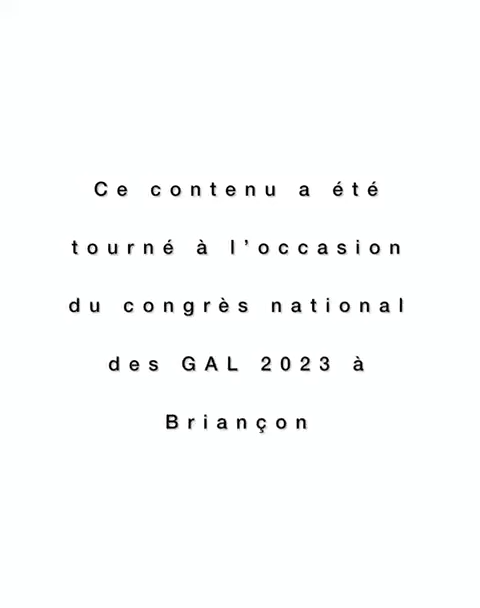 Ce contenu a été
tourné à l’occasion
du congrès national
des GAL 2023 à
Briançon